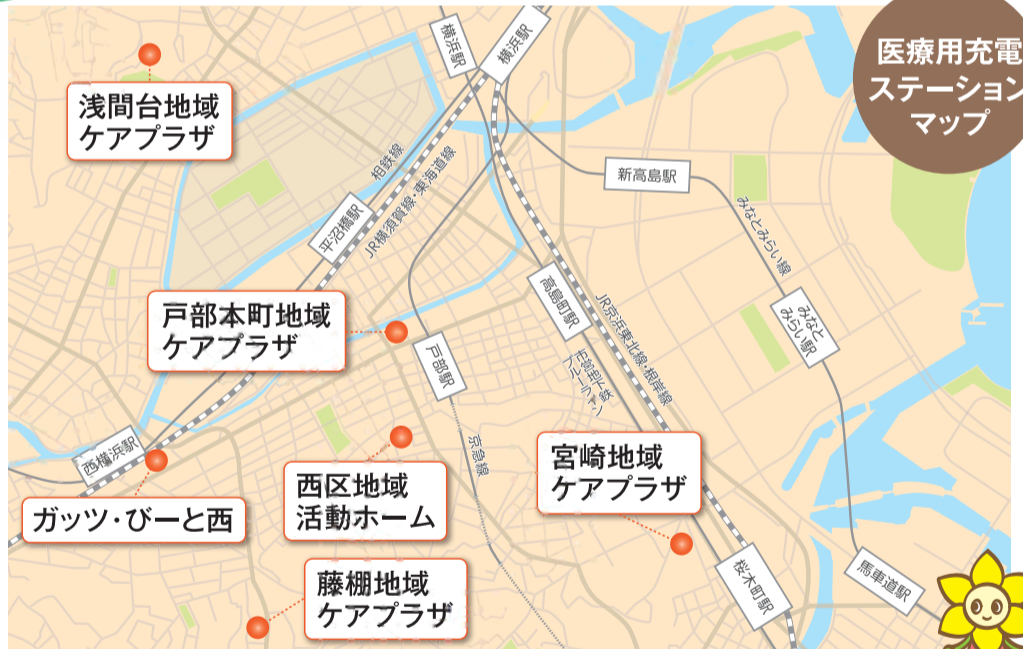 医療用充電
ステーション
マップ
浅間台地域
ケアプラザ
横浜駅
横浜駅
相鉄線
JR横須賀線・東海道線
平沼橋駅
新高島駅
みなとみらい線
みなと
みらい駅
戸部本町地域
ケアプラザ
戸部駅
高島町駅
JR京浜東北線・根岸線
市営地下鉄
ブルーライン
京急線
西横浜駅
ガッツ・びーと西
西区地域
活動ホーム
宮崎地域
ケアプラザ
藤棚地域
ケアプラザ
桜木町駅
馬車道駅